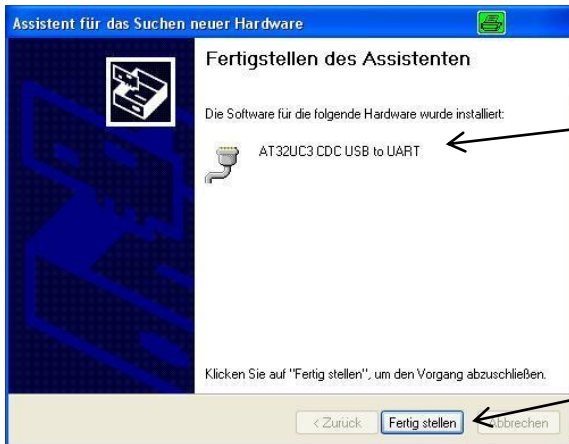 Assistent für das Suchen neuer Hardware
Fertigstellen des Assistenten
Die Software für die folgende Hardware wurde installiert:
AT32UC3 CDC USB to UART
Klicken Sie auf "Fertig stellen", um den Vorgang abzuschließen.
< Zurück Fertig stellen Abbrechen